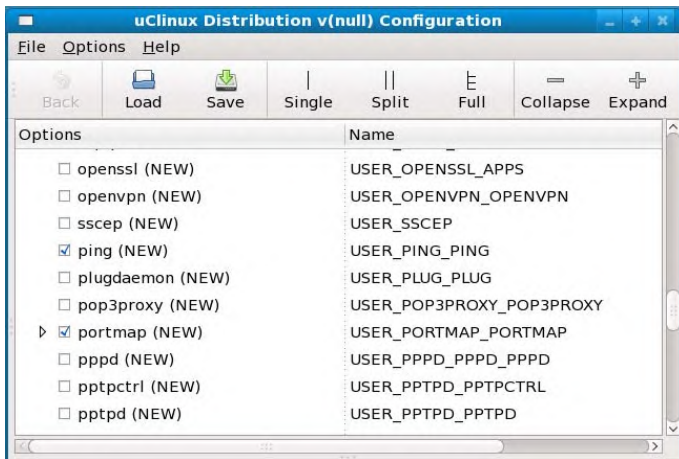 uClinux Distribution v(null) Configuration
File Options Help
Back Load Save Single Split Full Collapse Expand
Options Name
openssl (NEW) USER_OPENSSL_APPS
openvpn (NEW) USER_OPENVPN_OPENVPN
sscep (NEW) USER_SSCEP
ping (NEW) USER_PING_PING
plugdaemon (NEW) USER_PLUG_PLUG
pop3proxy (NEW) USER_POP3PROXY_POP3PROXY
portmap (NEW) USER_PORTMAP_PORTMAP
pppd (NEW) USER_PPPD_PPPD_PPPD
pptpctrl (NEW) USER_PPTPD_PPTPCTRL
pptpd (NEW) USER_PPTPD_PPTPD